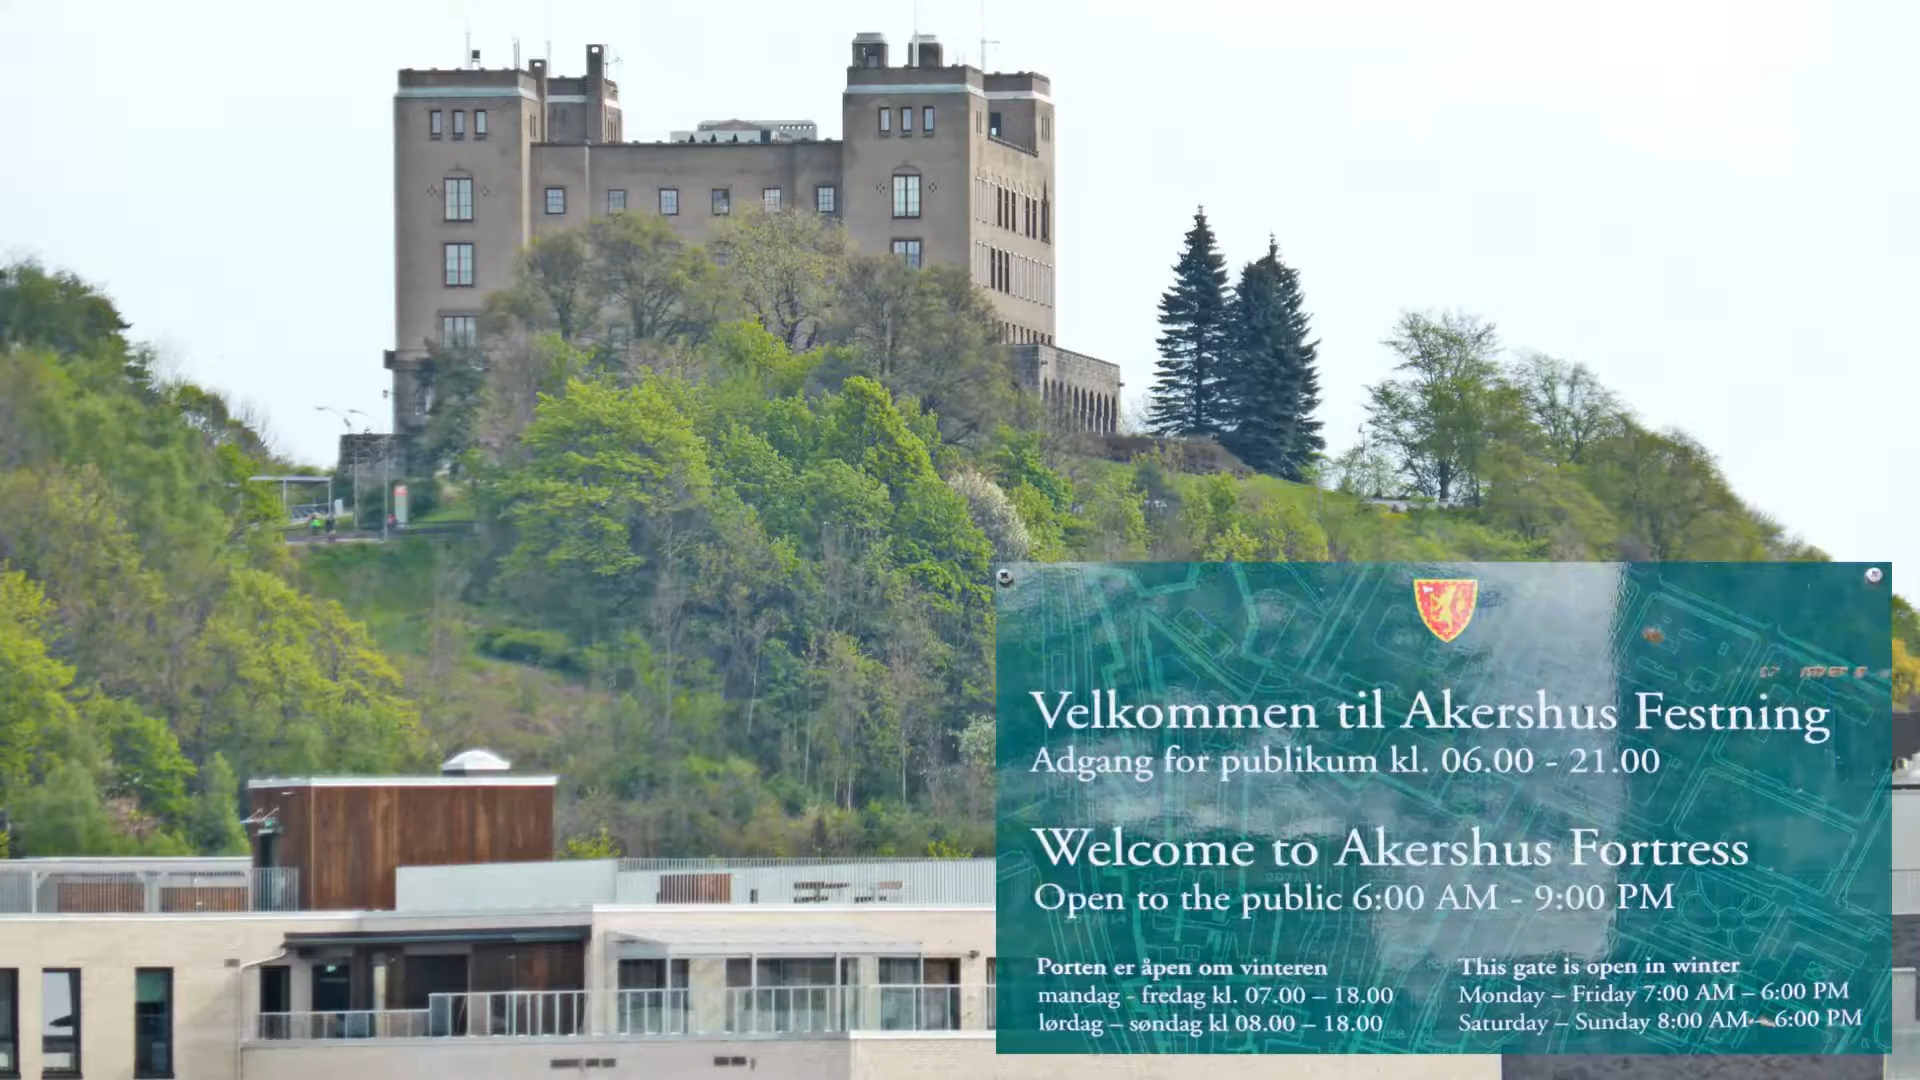 Velkommen til Akershus Festning
Adgang for publikum kl. 06.00 - 21.00
Welcome to Akershus Fortress
Open to the public 6:00 AM - 9:00 PM
Porten er åpen om vinteren
mandag - fredag kl. 07.00 – 18.00
lørdag – søndag kl 08.00 – 18.00
This gate is open in winter
Monday – Friday 7:00 AM – 6:00 PM
Saturday – Sunday 8:00 AM – 6:00 PM